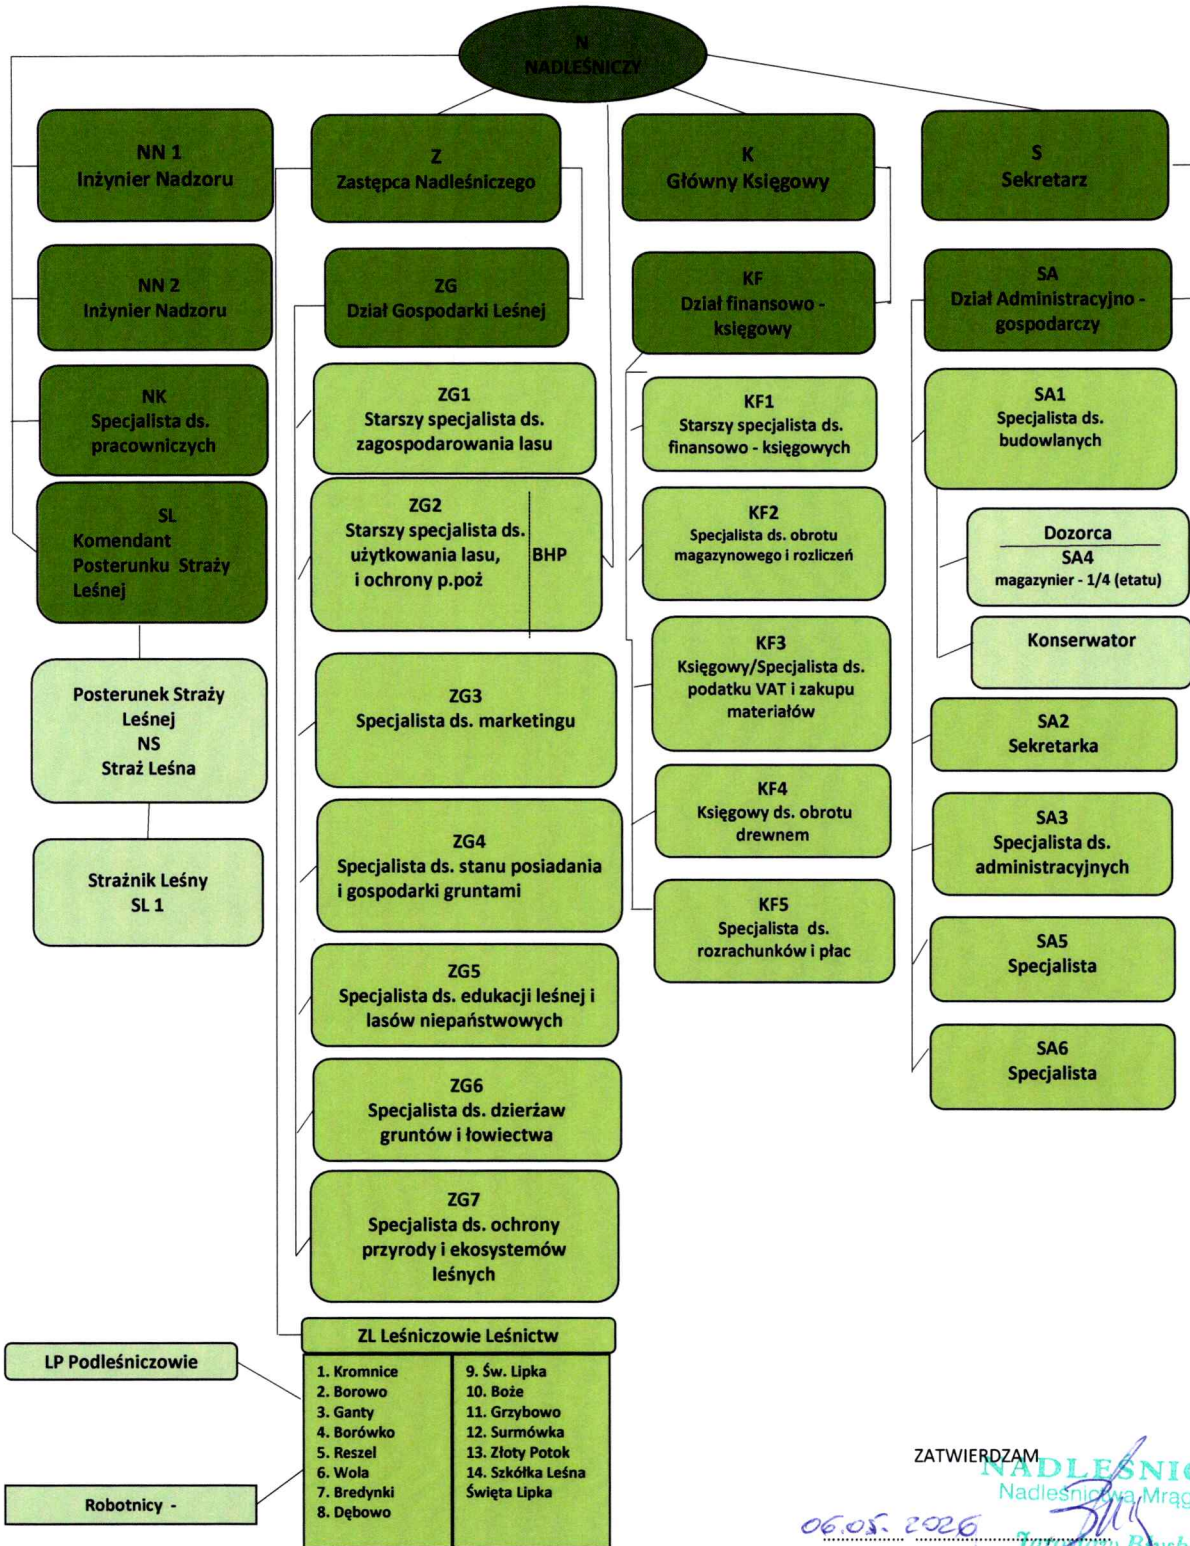 N
NADLEŚNICZY
NN 1
Inżynier Nadzoru
NN 2
Inżynier Nadzoru
NK
Specjalista ds.
pracowniczych
SL
Komendant
Posterunku Straży
Leśnej
Posterunek Straży
Leśnej
NS
Straż Leśna
Strażnik Leśny
SL 1
Z
Zastępca Nadleśniczego
ZG
Dział Gospodarki Leśnej
ZG1
Starszy specjalista ds.
zagospodarowania lasu
ZG2
Starszy specjalista ds.
użytkowania lasu,
i ochrony p.poż
BHP
ZG3
Specjalista ds. marketingu
ZG4
Specjalista ds. stanu posiadania
i gospodarki gruntami
ZG5
Specjalista ds. edukacji leśnej i
lasów niepaństwowych
ZG6
Specjalista ds. dzierżaw
gruntów i łowiectwa
ZG7
Specjalista ds. ochrony
przyrody i ekosystemów
leśnych
K
Główny Księgowy
KF
Dział finansowo -
księgowy
KF1
Starszy specjalista ds.
finansowo - księgowych
KF2
Specjalista ds. obrotu
magazynowego i rozliczeń
KF3
Księgowy/Specjalista ds.
podatku VAT i zakupu
materiałów
KF4
Księgowy ds. obrotu
drewnem
KF5
Specjalista ds.
rozrachunków i płac
S
Sekretarz
SA
Dział Administracyjno -
gospodarczy
SA1
Specjalista ds.
budowlanych
Dozorca
SA4
magazynier - 1/4 (etatu)
Konserwator
SA2
Sekretarka
SA3
Specjalista ds.
administracyjnych
SA5
Specjalista
SA6
Specjalista
ZL Leśniczowie Leśnictw
1. Kromnice
2. Borowo
3. Ganty
4. Borówko
5. Reszel
6. Wola
7. Bredynki
8. Dębowo
9. Św. Lipka
10. Boże
11. Grzybowo
12. Surmówka
13. Złoty Potok
14. Szkółka Leśna
Święta Lipka
LP Podleśniczowie
Robotnicy -
ZATWIERDZAM
NADLEŚNIC
Nadleśnictwa Mrąg
06.05. 2026